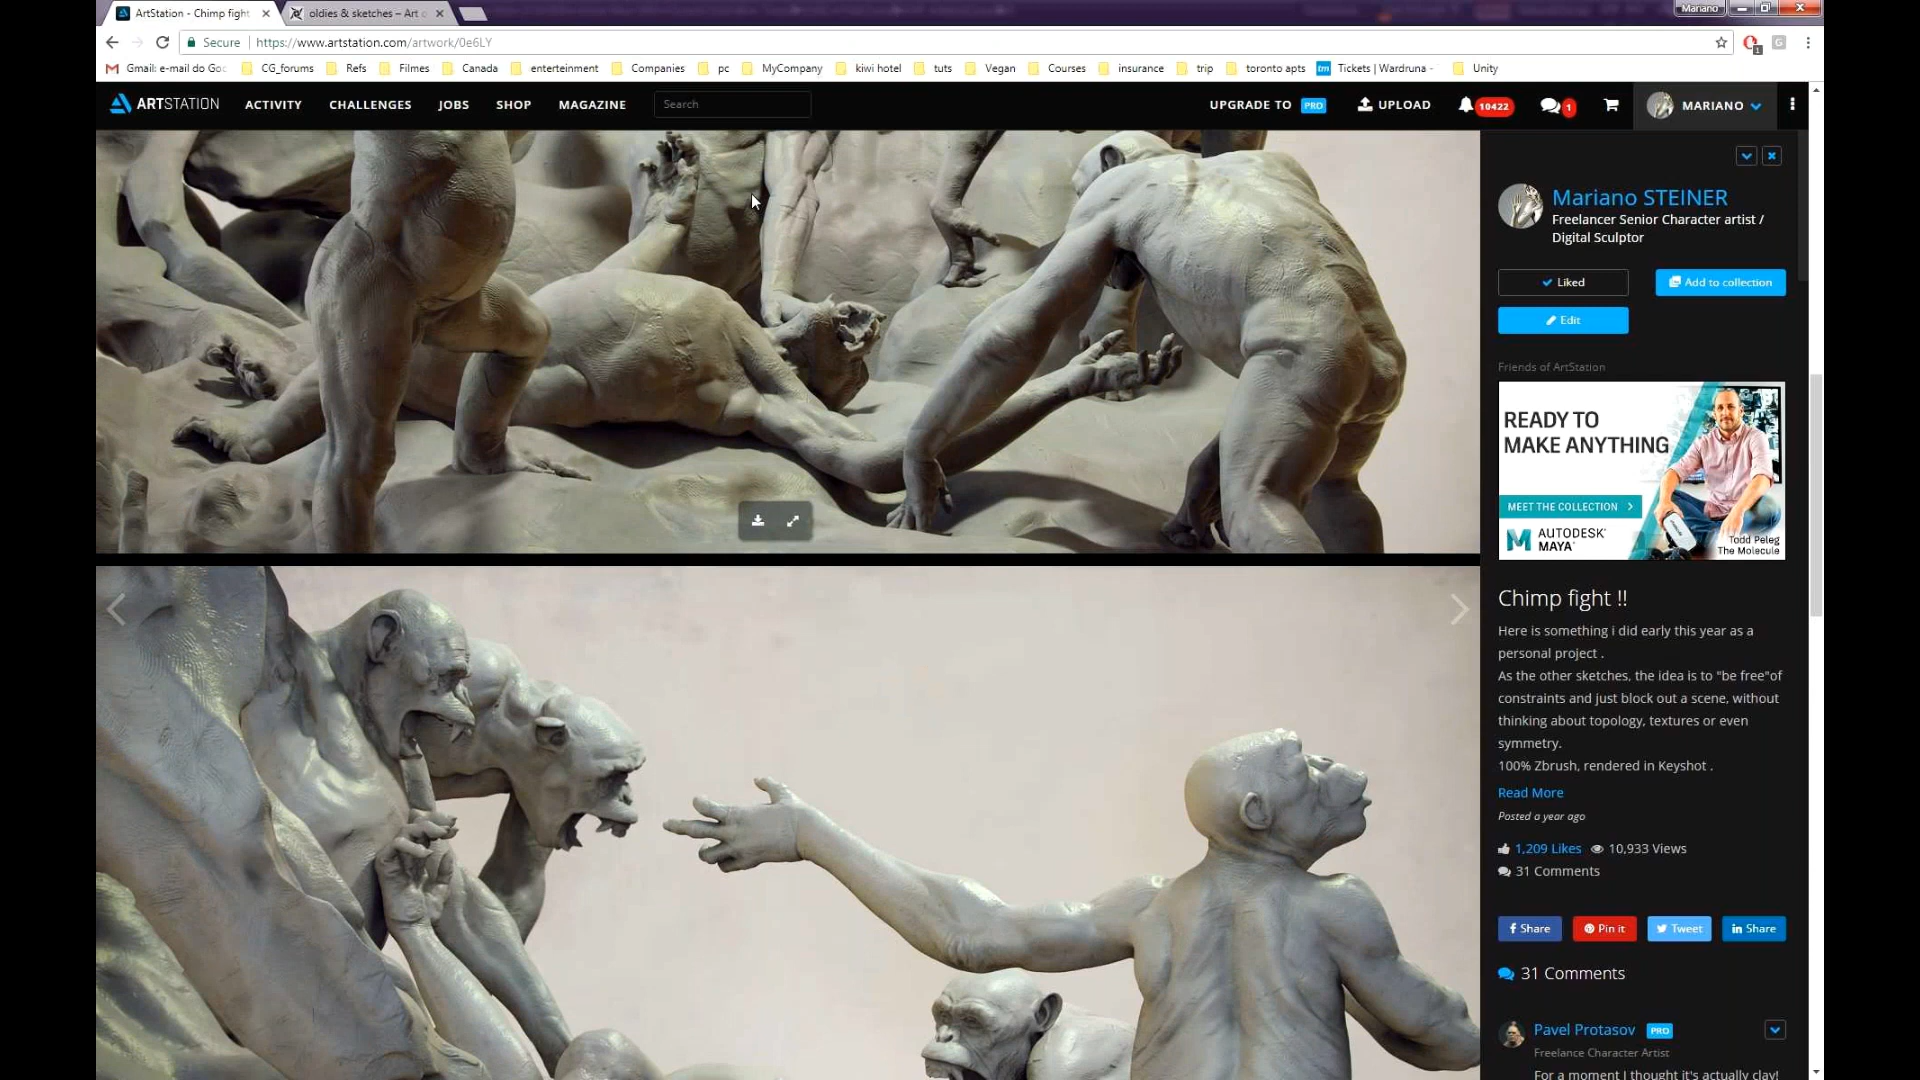 ArtStation - Chimp fight
oldies & sketches – Art o
Mariano
Secure
https://www.artstation.com/artwork/0e6LY
1
G
Gmail: e-mail do Goo
CG_forums
Refs
Filmes
Canada
enterteinment
Companies
pc
MyCompany
kiwi hotel
tuts
Vegan
Courses
insurance
trip
toronto apts
tm
Tickets | Wardruna -
Unity
ARTSTATION
ACTIVITY
CHALLENGES
JOBS
SHOP
MAGAZINE
Search
UPGRADE TO PRO
UPLOAD
10422
1
MARIANO
Mariano STEINER
Freelancer Senior Character artist /
Digital Sculptor
Liked
Add to collection
Edit
Friends of ArtStation
READY TO
MAKE ANYTHING
MEET THE COLLECTION
AUTODESK®
MAYA®
Todd Peleg
The Molecule
Chimp fight !!
Here is something i did early this year as a
personal project .
As the other sketches, the idea is to "be free"of
constraints and just block out a scene, without
thinking about topology, textures or even
symmetry.
100% Zbrush, rendered in Keyshot .
Read More
Posted a year ago
1,209 Likes
10,933 Views
31 Comments
Share
Pin it
Tweet
Share
31 Comments
Pavel Protasov PRO
Freelance Character Artist
For a moment I thought it's actually clay!